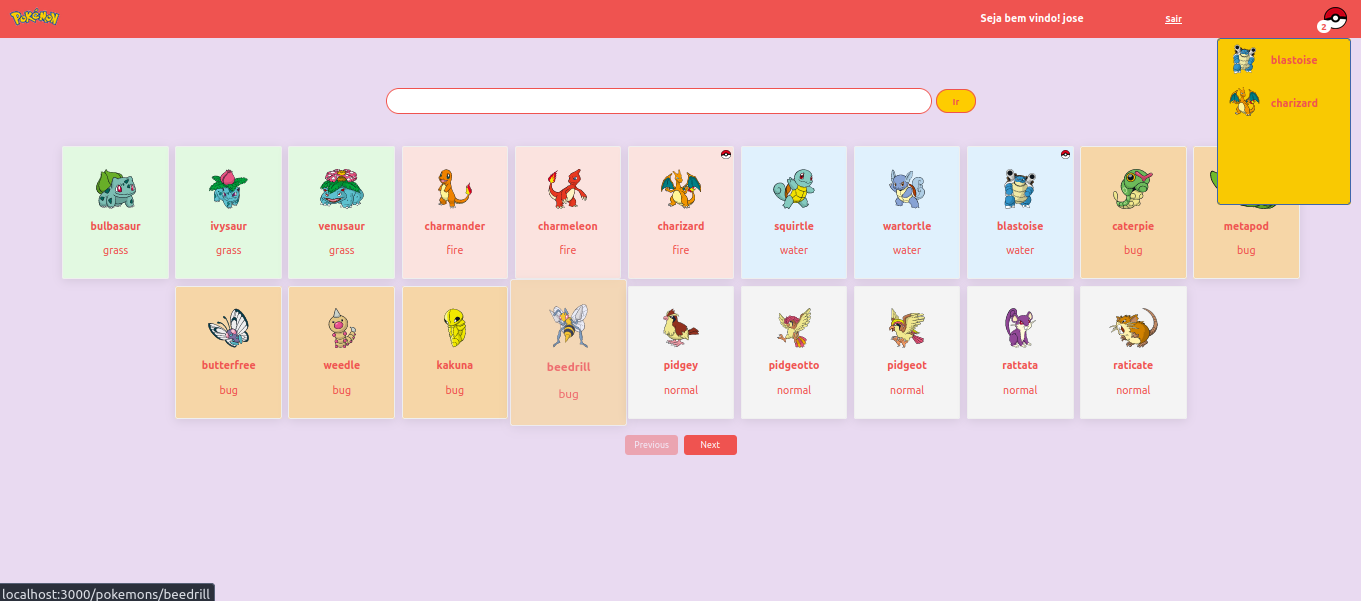 Pokémon
Seja bem vindo! jose
Sair
2
blastoise
charizard
Ir
bulbasaur ivysaur venusaur charmander charmeleon charizard squirtle wartortle blastoise caterpie metapod
grass grass grass fire fire fire water water water bug bug
butterfree weedle kakuna beedrill pidgey pidgeotto pidgeot rattata raticate
bug bug bug bug normal normal normal normal normal
Previous Next
localhost:3000/pokemons/beedrill